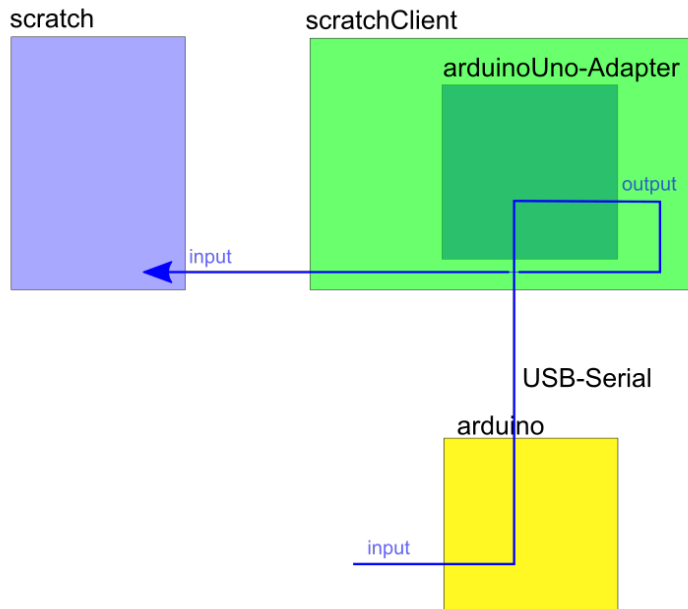 scratch
scratchClient
arduinoUno-Adapter
output
input
USB-Serial
arduino
input